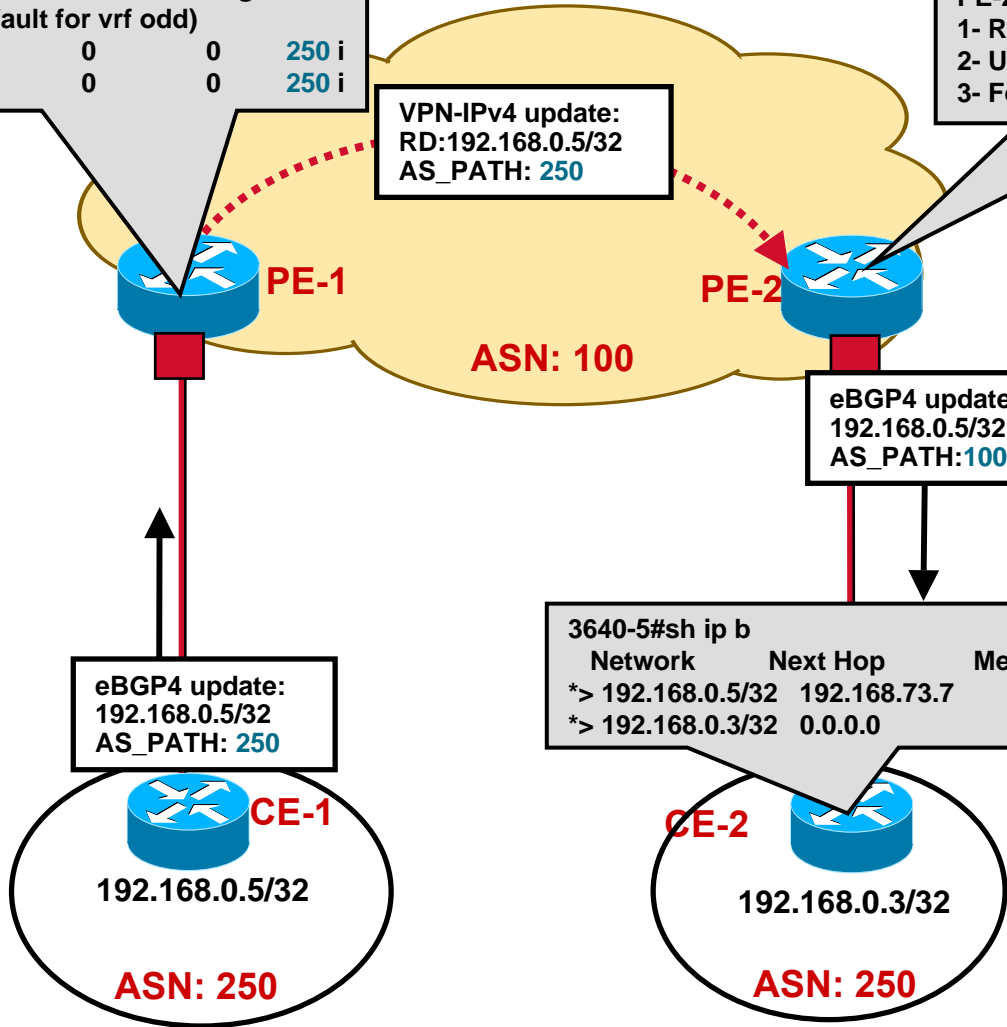 ault for vrf odd)
0 0 250 i
0 0 250 i
VPN-IPv4 update:
RD:192.168.0.5/32
AS_PATH: 250
1- R
2- U
3- F
PE-1
PE-2
ASN: 100
eBGP4 update
192.168.0.5/32
AS_PATH:100
eBGP4 update:
192.168.0.5/32
AS_PATH: 250
3640-5#sh ip b
Network Next Hop Me
*> 192.168.0.5/32 192.168.73.7
*> 192.168.0.3/32 0.0.0.0
CE-1
192.168.0.5/32
ASN: 250
CE-2
192.168.0.3/32
ASN: 250